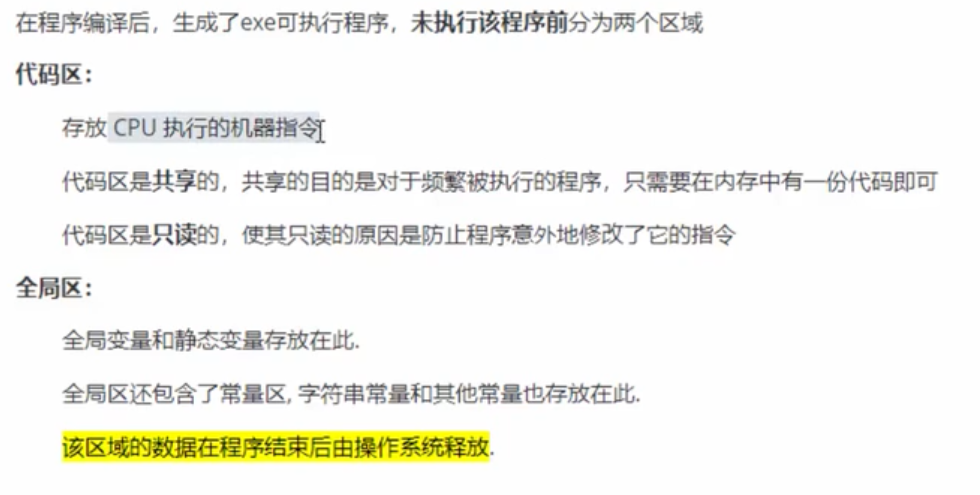 在程序编译后，生成了exe可执行程序，未执行该程序前分为两个区域
代码区：
存放 CPU 执行的机器指令
代码区是共享的，共享的目的是对于频繁被执行的程序，只需要在内存中有一份代码即可
代码区是只读的，使其只读的原因是防止程序意外地修改了它的指令
全局区：
全局变量和静态变量存放在此.
全局区还包含了常量区, 字符串常量和其他常量也存放在此.
该区域的数据在程序结束后由操作系统释放.